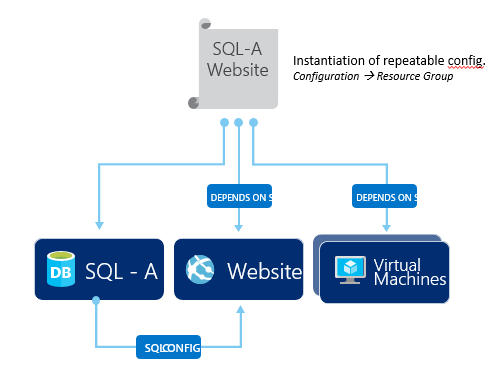 SQL-A
Website
Instantiation of repeatable config.
Configuration → Resource Group
DEPENDS ON S
DEPENDS ON S
DB
SQL - A
Website
Virtual
Machines
SQLCONFIG